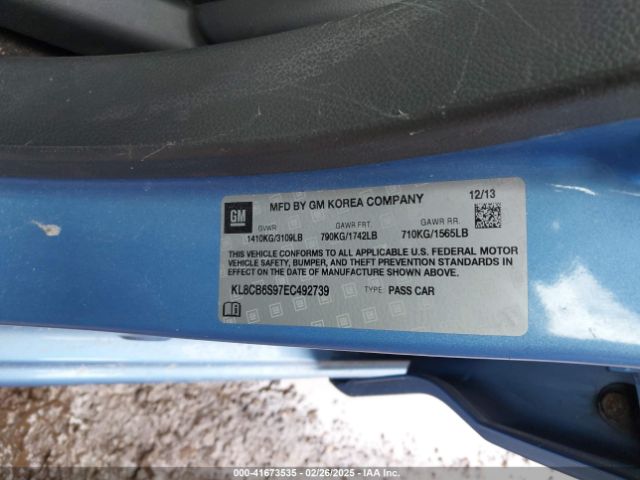 MFD BY GM KOREA COMPANY 12/13
GM
GVWR GAWR FRT. GAWR RR.
1410KG/3109LB 790KG/1742LB 710KG/1565LB
THIS VEHICLE CONFORMS TO ALL APPLICABLE U.S. FEDERAL MOTOR
VEHICLE SAFETY, BUMPER, AND THEFT PREVENTION STANDARDS
IN EFFECT ON THE DATE OF MANUFACTURE SHOWN ABOVE.
KL8CB6S97EC492739 TYPE: PASS CAR
000-41673535 - 02/26/2025 - IAA Inc.